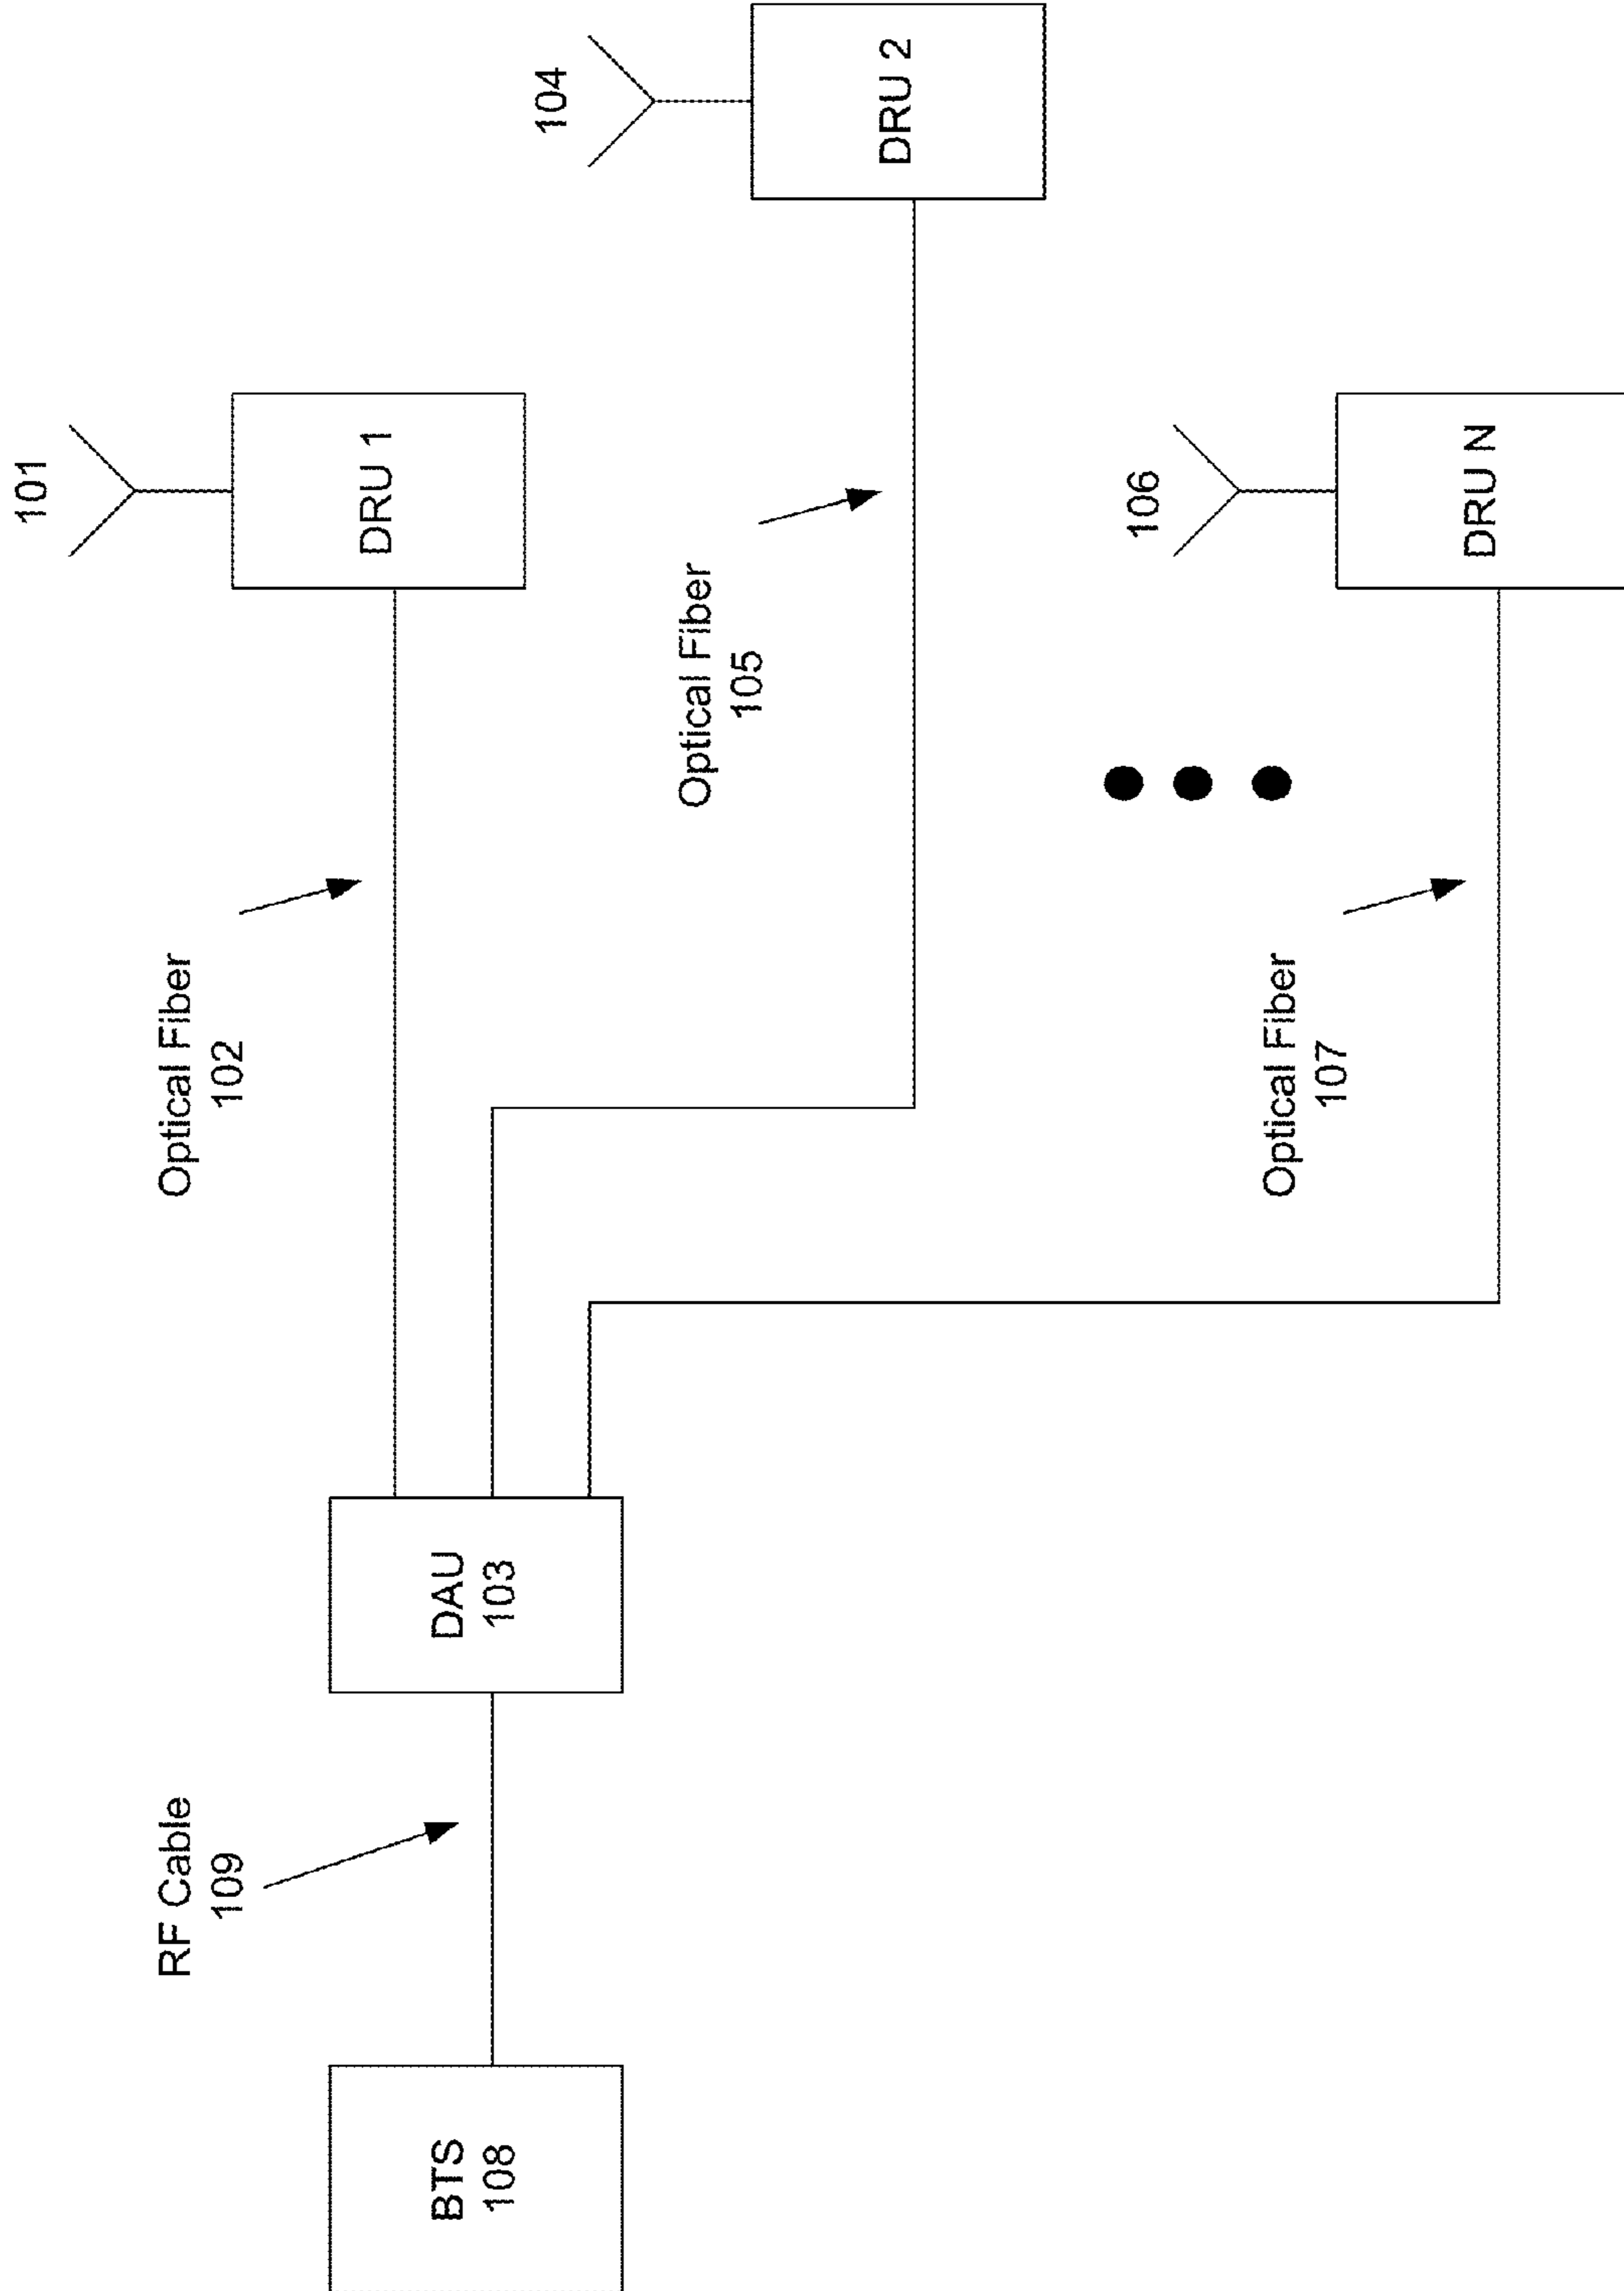 101
DRU 1
Optical Fiber
102
104
DRU 2
Optical Fiber
105
RF Cable
109
BTS
108
DAU
103
106
DRU N
Optical Fiber
107